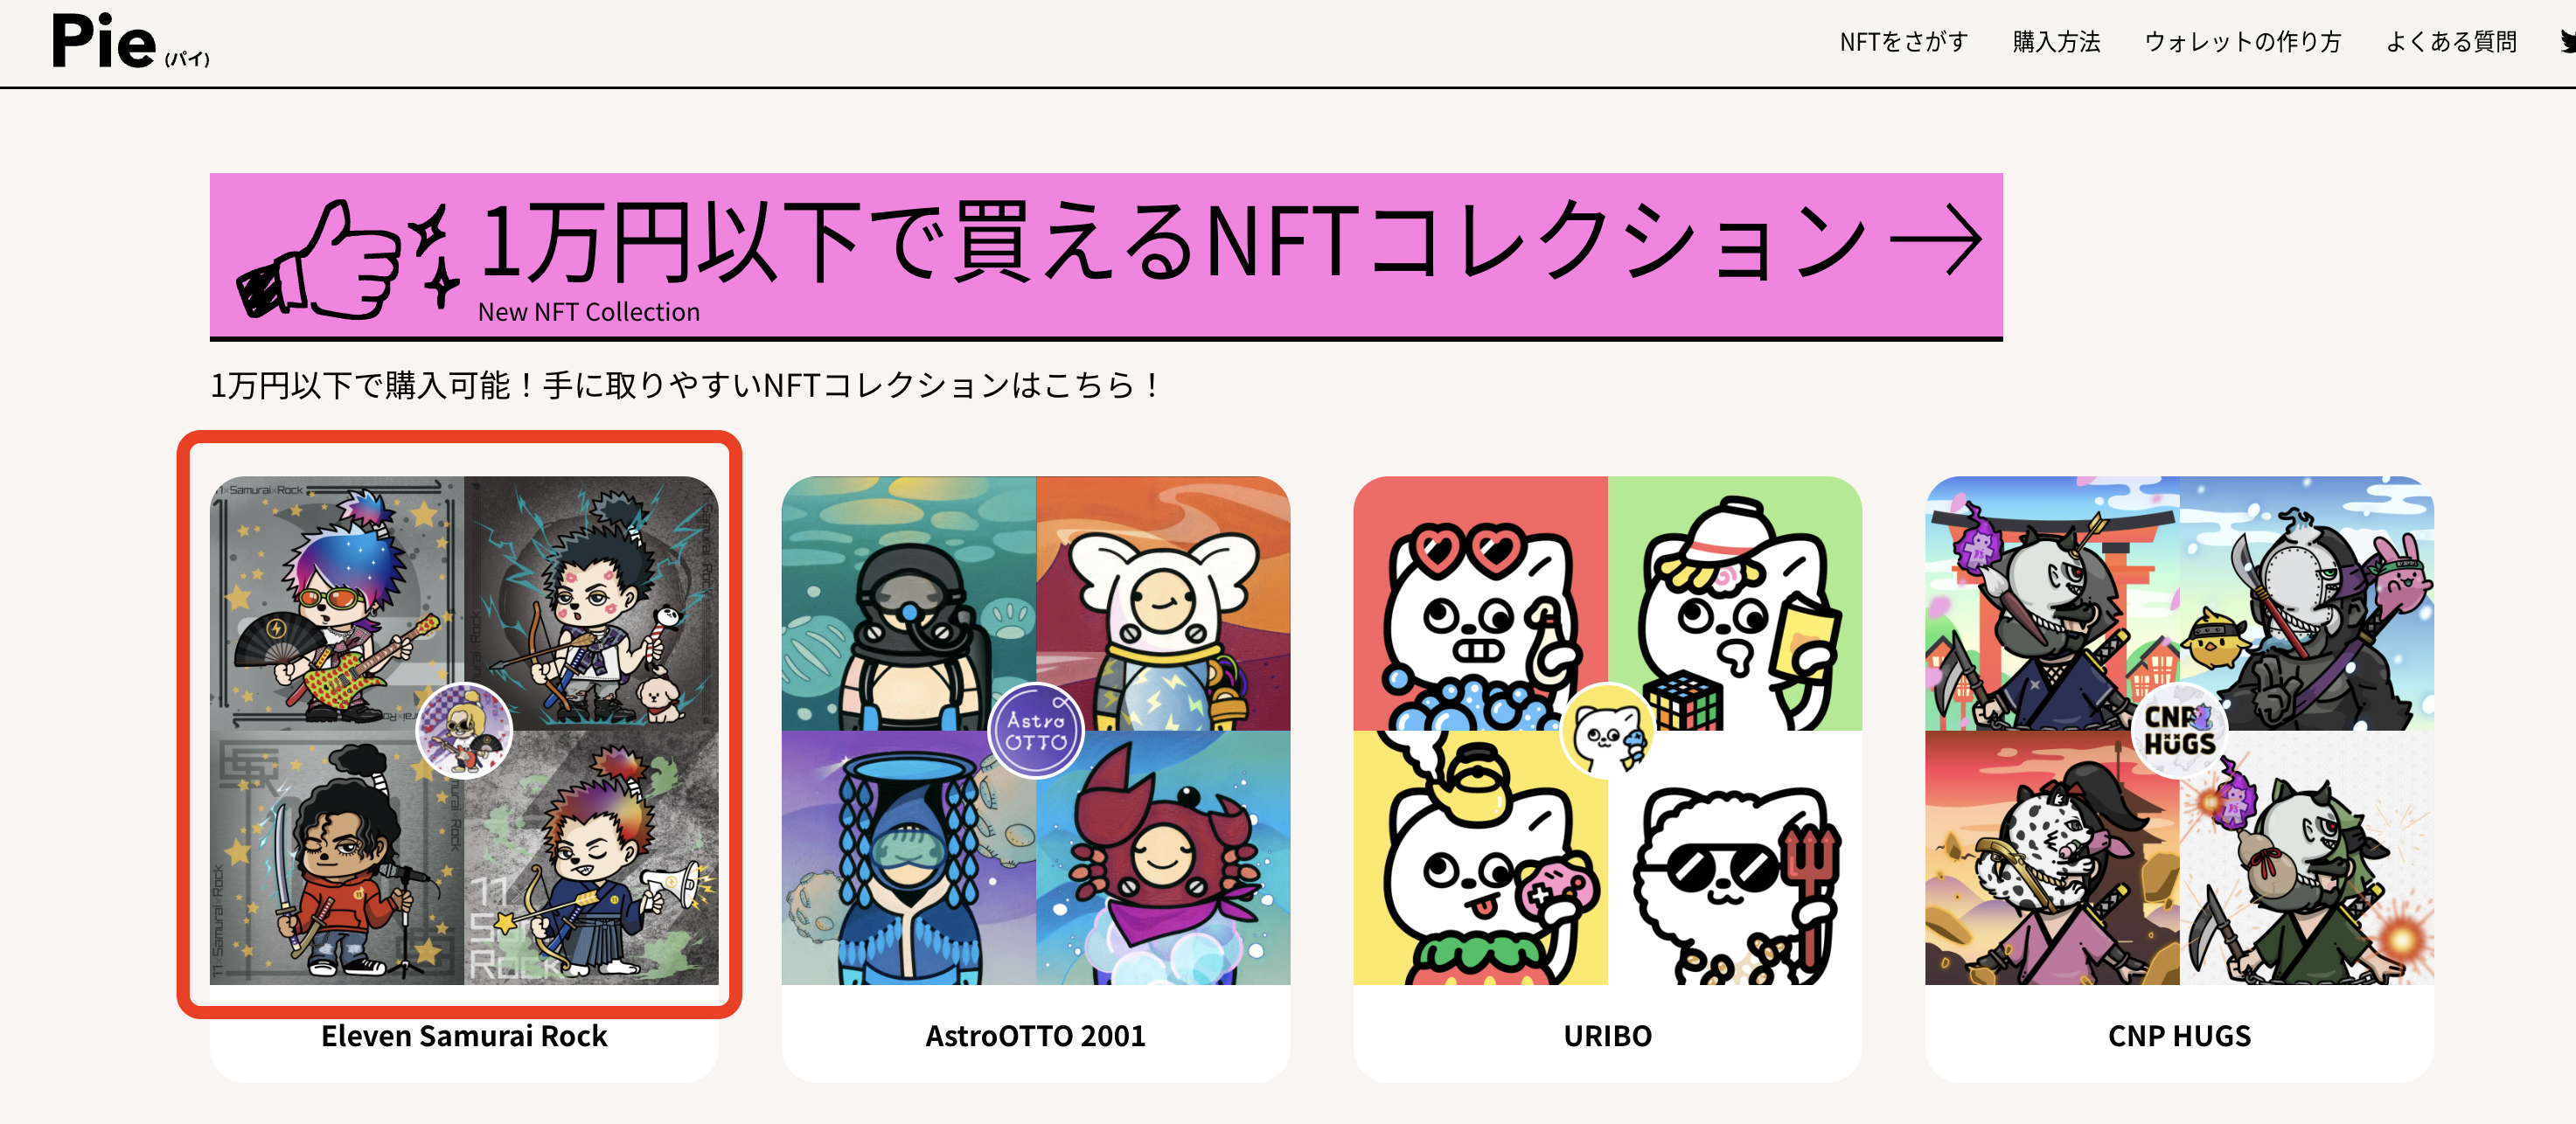 Pie (パイ)
NFTをさがす 購入方法 ウォレットの作り方 よくある質問
1万円以下で買えるNFTコレクション
New NFT Collection
1万円以下で購入可能！手に取りやすいNFTコレクションはこちら！
11×Samurai×Rock
11×Samurai×Rock
11
SU
ROCK
Astro
OTTO
CNP
HUGS
Eleven Samurai Rock
AstroOTTO 2001
URIBO
CNP HUGS